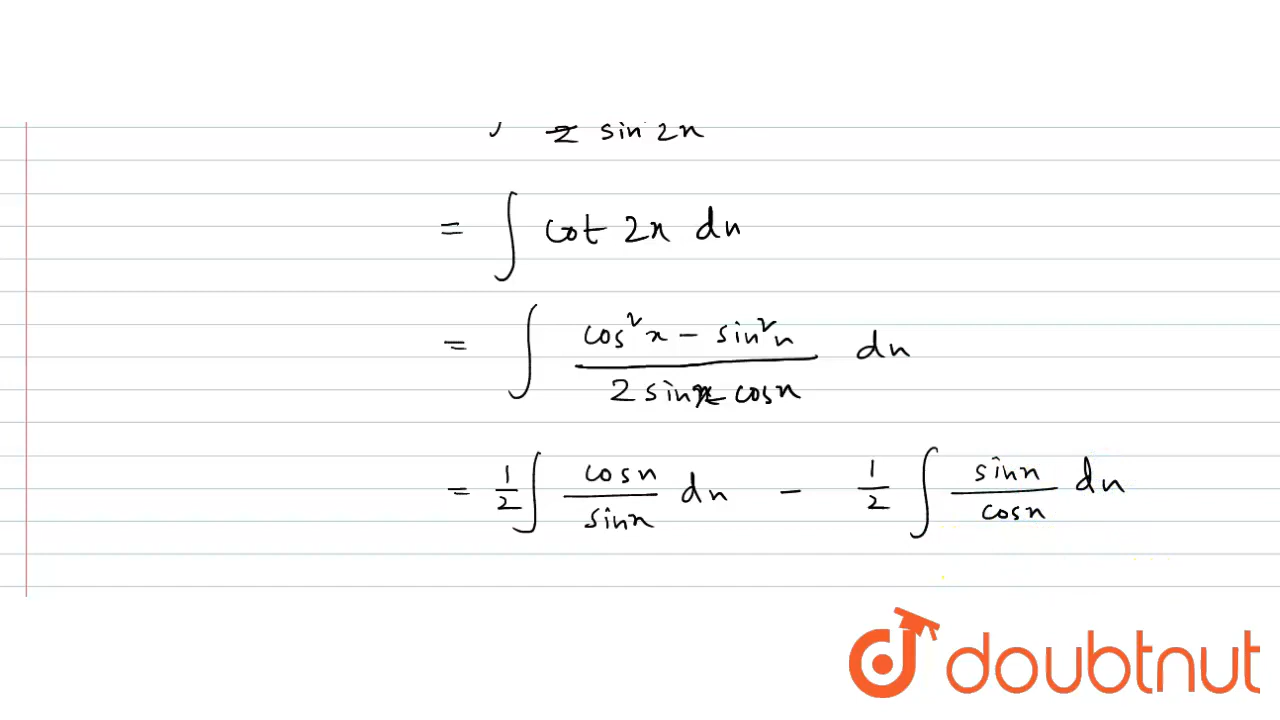 ∫ 2 sin 2x
= ∫ cot 2x dx
= ∫ (cos²x − sin²x) / (2 sinx cosx) dx
= 1/2 ∫ cosx / sinx dx − 1/2 ∫ sinx / cosx dx
doubtnut